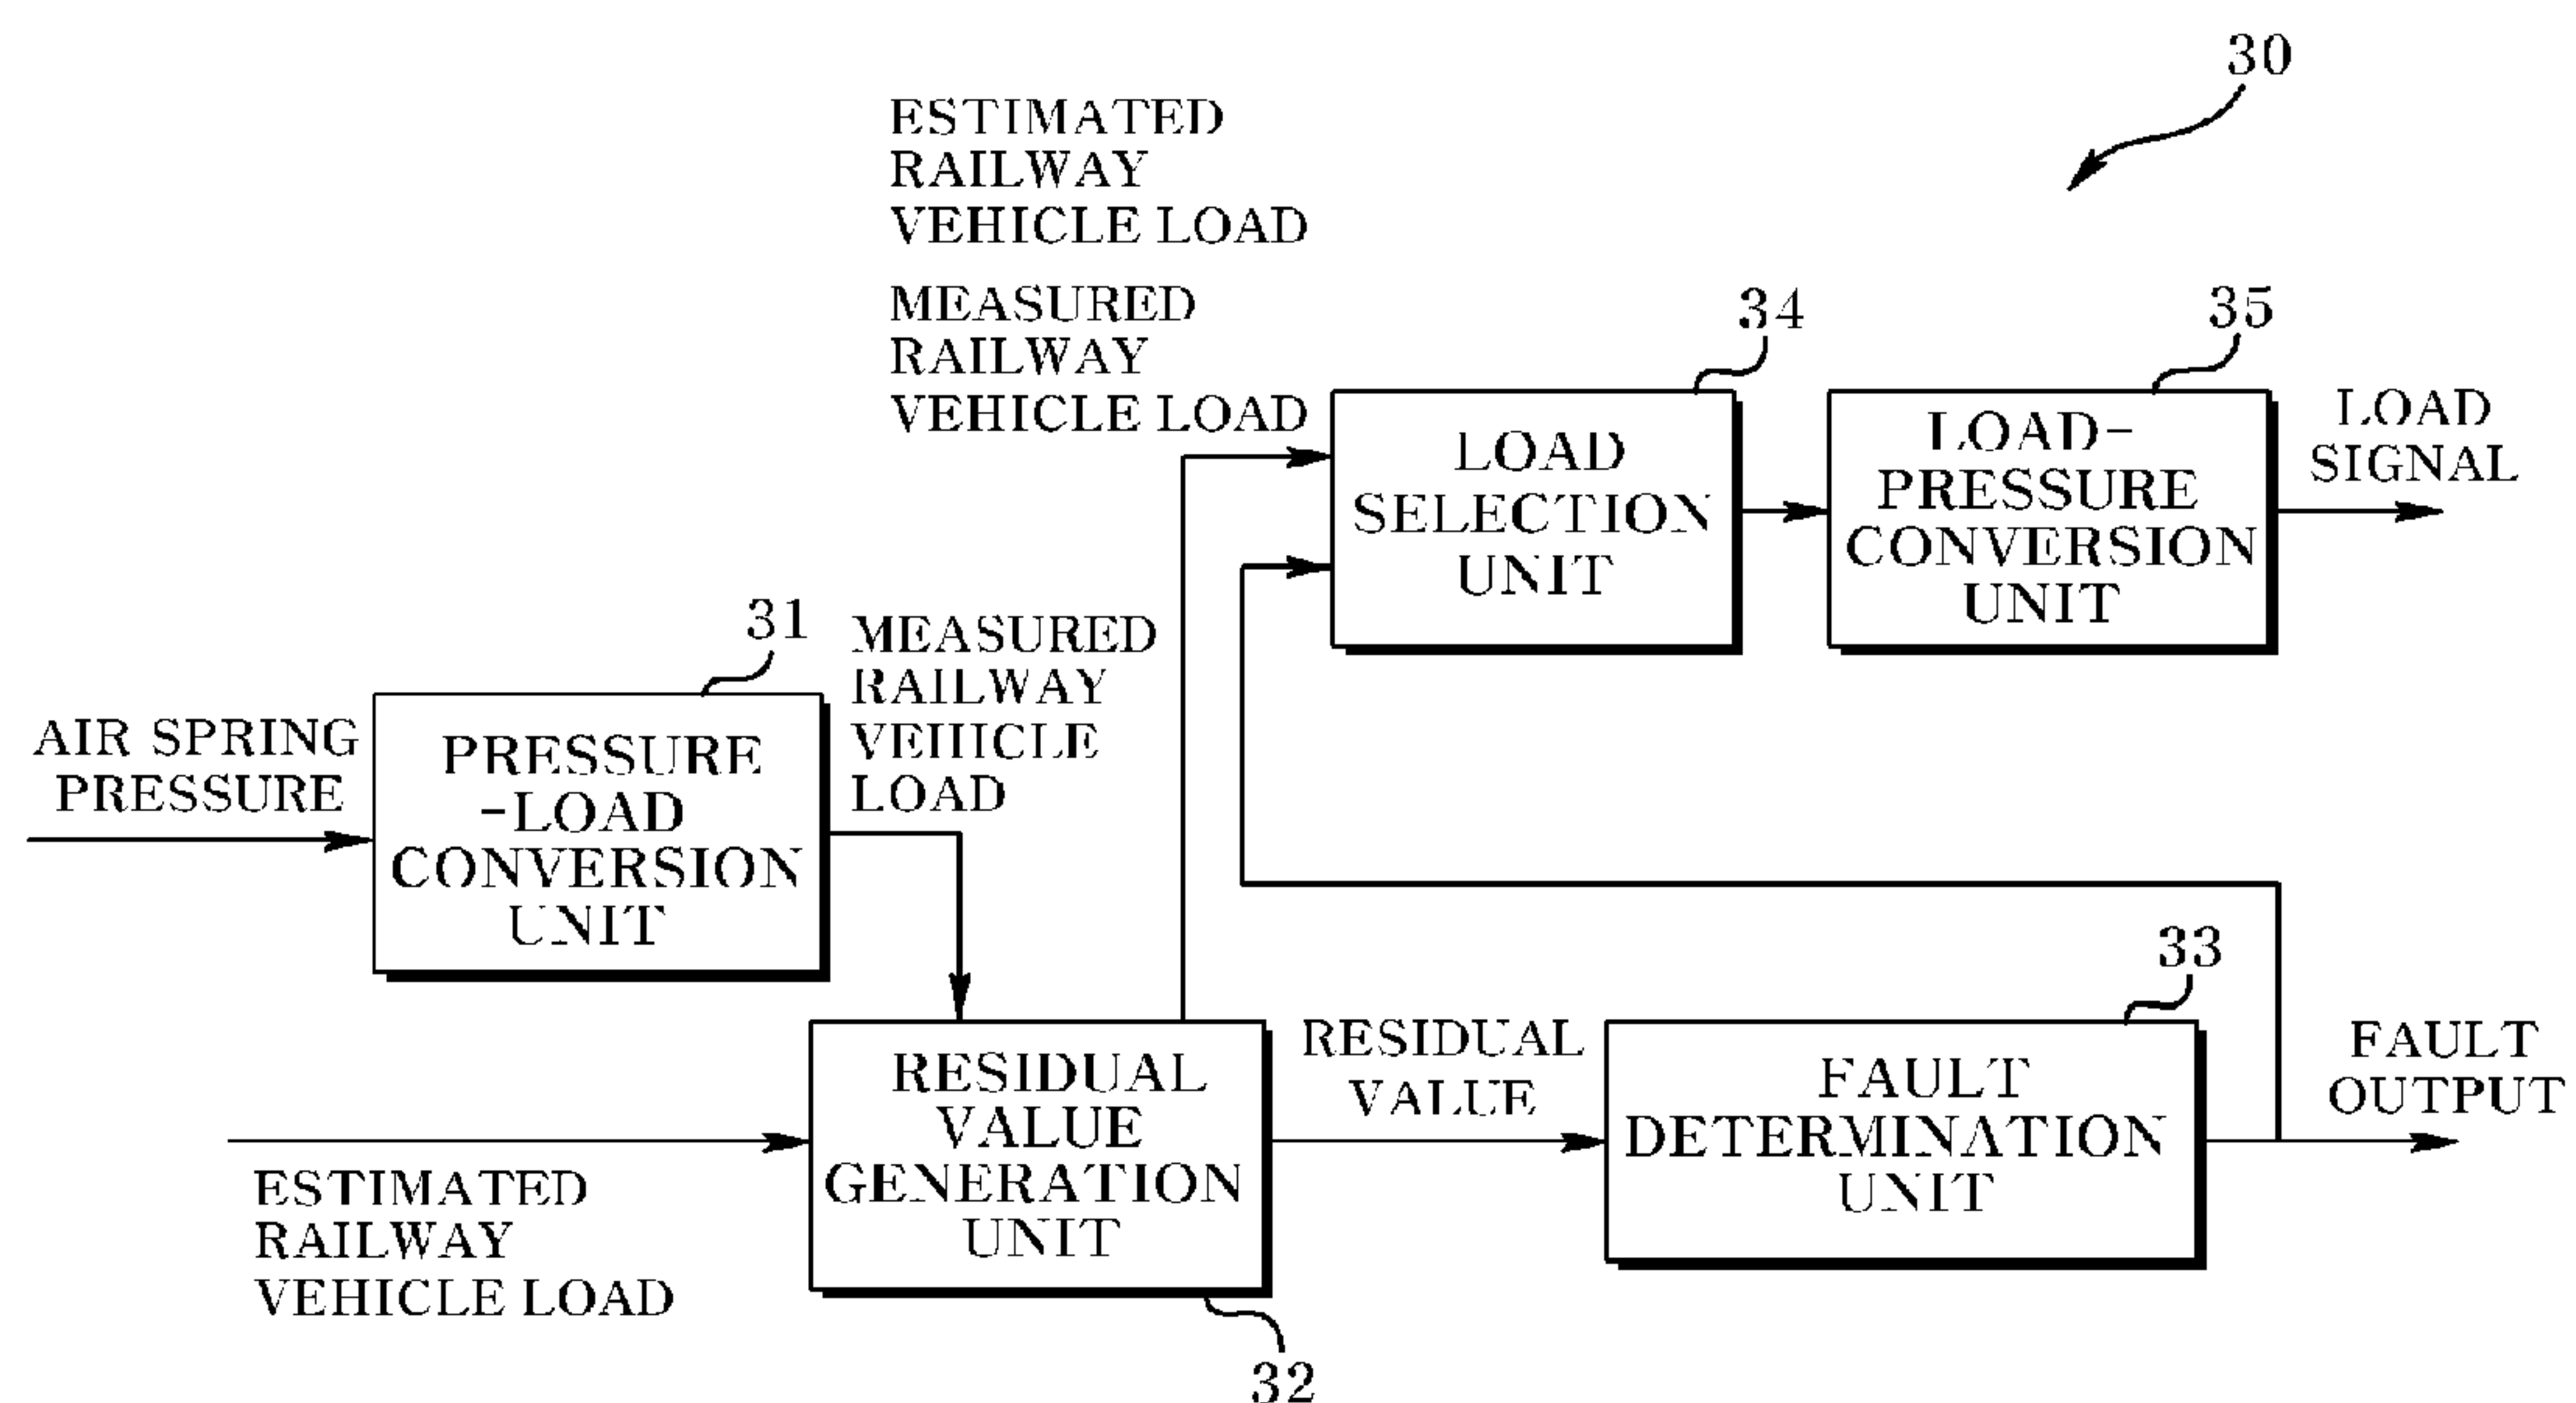 30
ESTIMATED
RAILWAY
VEHICLE LOAD
MEASURED
RAILWAY
VEHICLE LOAD
34
35
LOAD
SELECTION
UNIT
LOAD-
PRESSURE
CONVERSION
UNIT
LOAD
SIGNAL
31
MEASURED
RAILWAY
VEHICLE
LOAD
AIR SPRING
PRESSURE
PRESSURE
-LOAD
CONVERSION
UNIT
33
RESIDUAL
VALUE
GENERATION
UNIT
RESIDUAL
VALUE
FAULT
DETERMINATION
UNIT
FAULT
OUTPUT
ESTIMATED
RAILWAY
VEHICLE LOAD
32